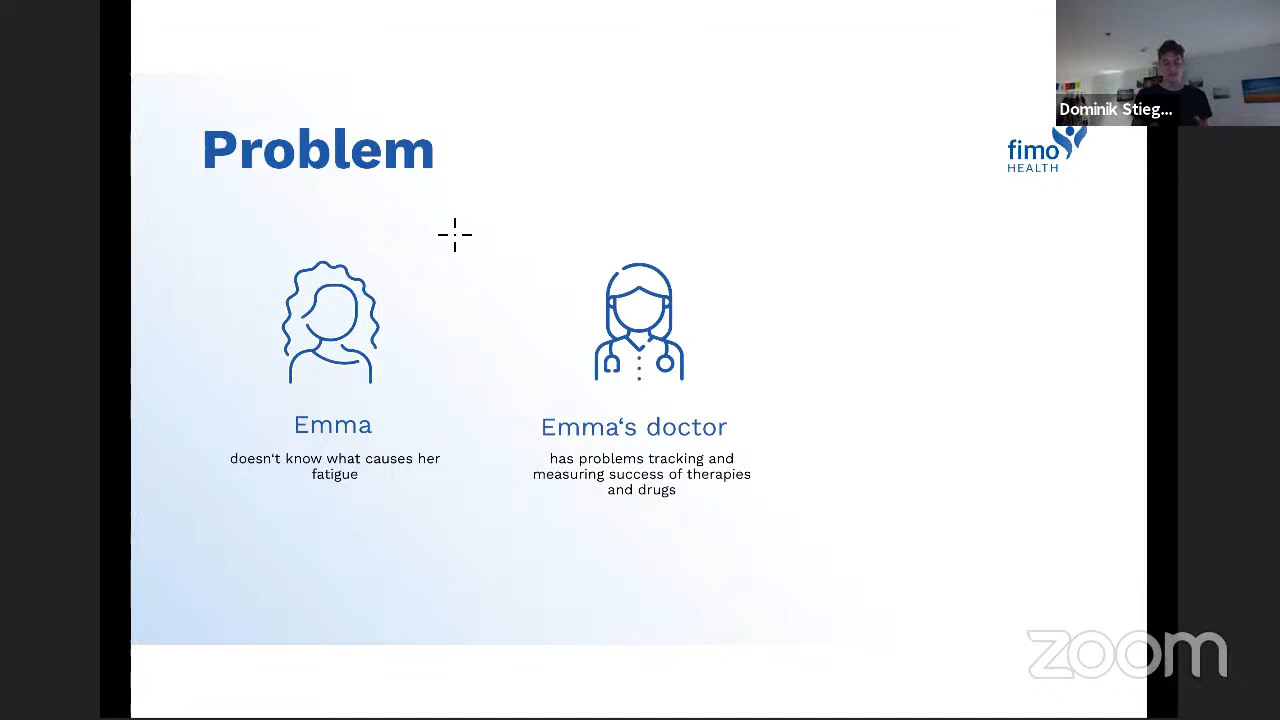 Dominik Stieg...
Problem
fimo
HEALTH
Emma
doesn't know what causes her
fatigue
Emma‘s doctor
has problems tracking and
measuring success of therapies
and drugs
zoom